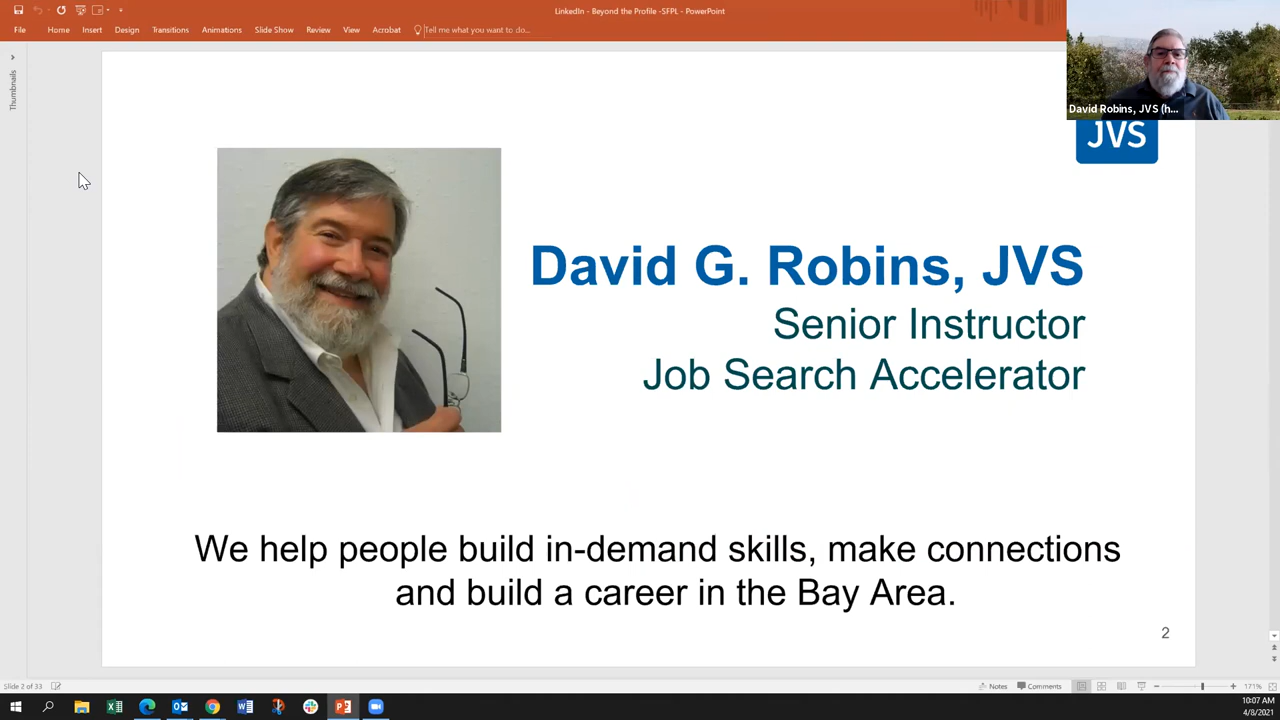 LinkedIn - Beyond the Profile -SFPL - PowerPoint
File Home Insert Design Transitions Animations Slide Show Review View Acrobat Tell me what you want to do...
Thumbnails
David Robins, JVS (h...
JVS
David G. Robins, JVS
Senior Instructor
Job Search Accelerator
We help people build in-demand skills, make connections
and build a career in the Bay Area.
2
Slide 2 of 33 Notes Comments 171%
10:07 AM
4/8/2021